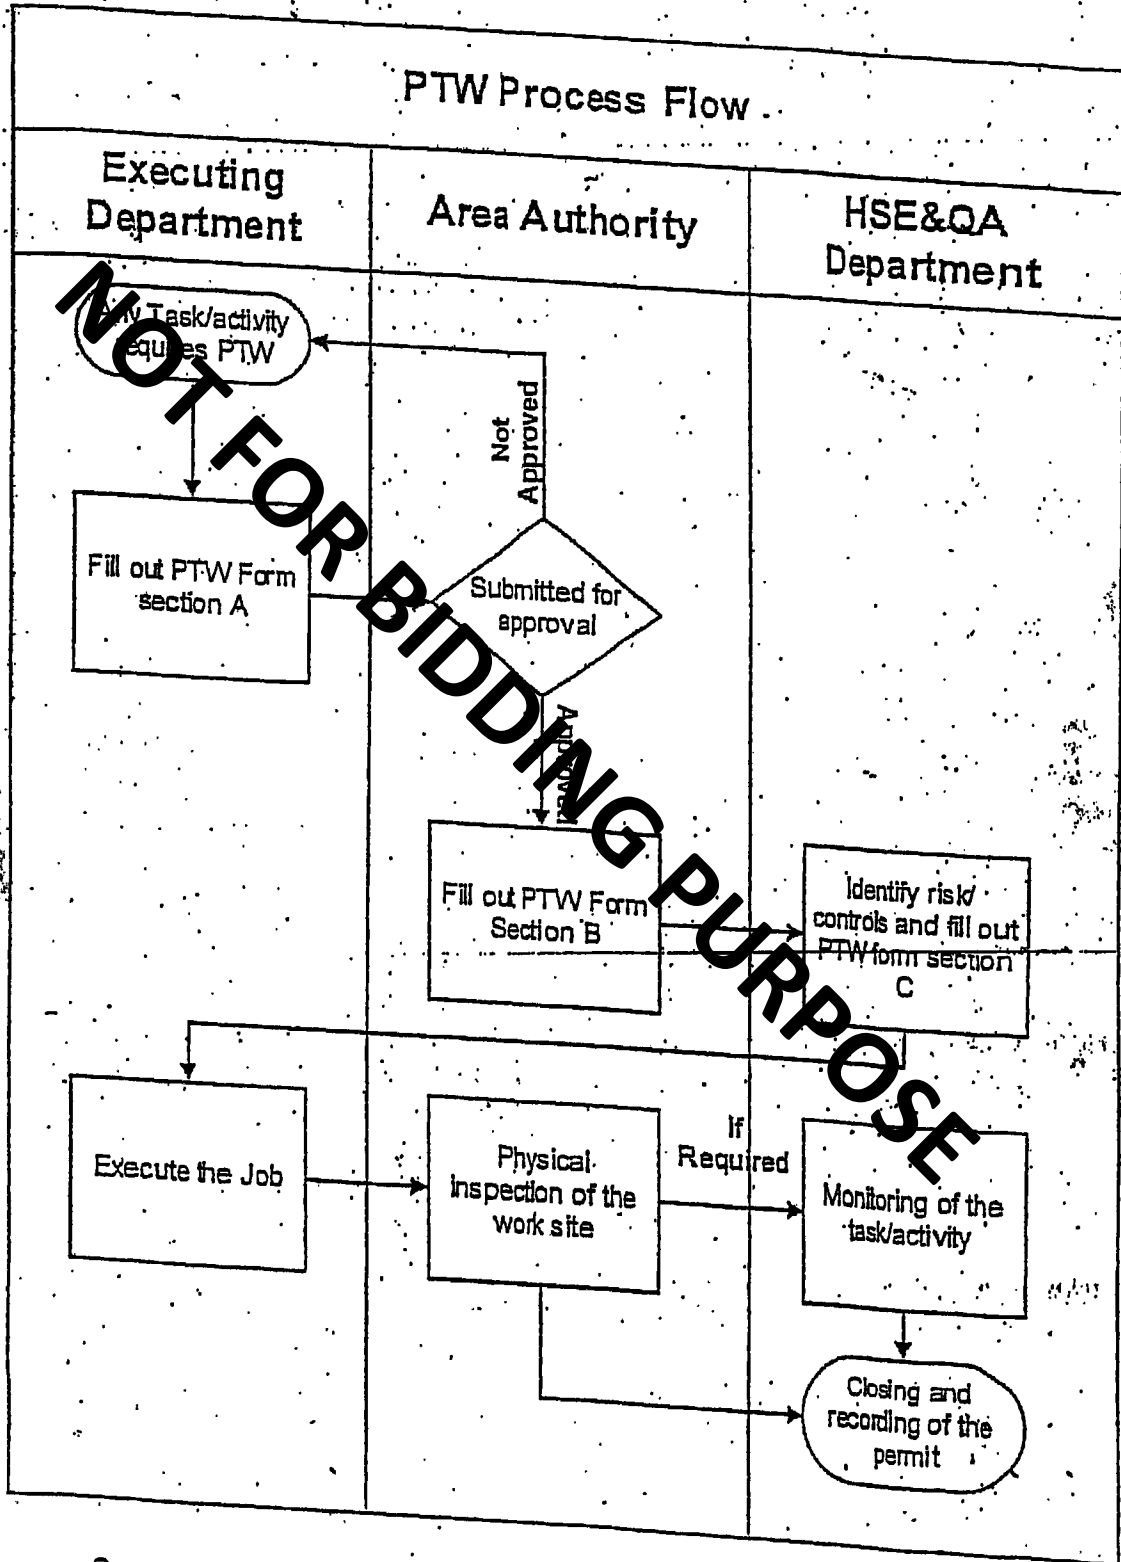 PTW Process Flow
Executing
Department
Area Authority
HSE&QA
Department
Any Task/activity
requires PTW
Not
Approved
Fill out PTW Form
section A
Submitted for
approval
Approved
Fill out PTW Form
Section B
Identify risk/
controls and fill out
PTW form section
C
Execute the Job
Physical
inspection of the
work site
If
Required
Monitoring of the
task/activity
Closing and
recording of the
permit
NOT FOR BIDDING PURPOSE